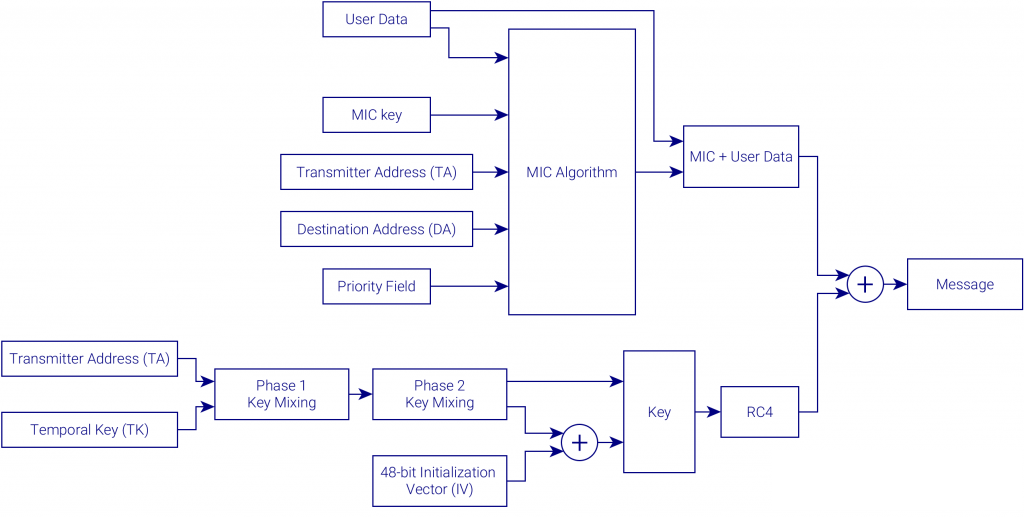 User Data
MIC key
Transmitter Address (TA)
Destination Address (DA)
Priority Field
MIC Algorithm
MIC + User Data
+
Message
Transmitter Address (TA)
Temporal Key (TK)
Phase 1
Key Mixing
Phase 2
Key Mixing
48-bit Initialization
Vector (IV)
+
Key
RC4